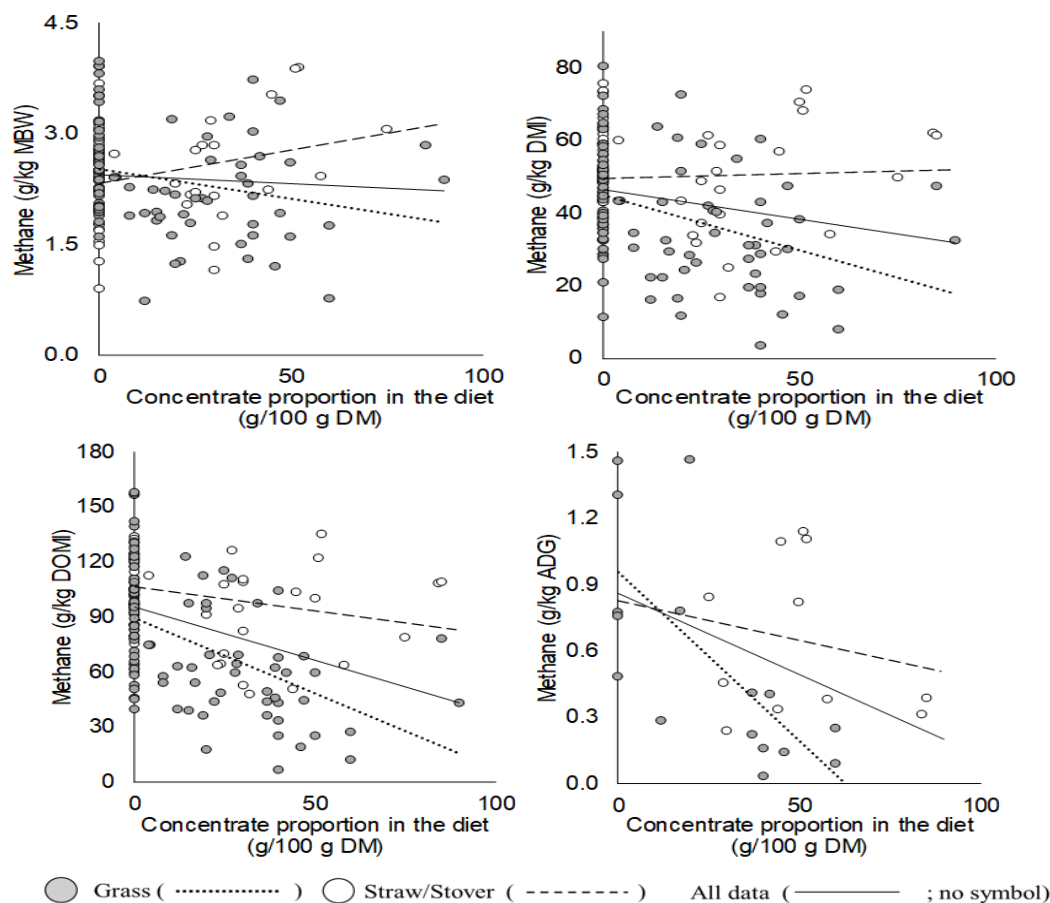 4.5
3.0
1.5
0.0
Methane (g/kg MBW)
0
50
100
Concentrate proportion in the diet
(g/100 g DM)
80
60
40
20
0
Methane (g/kg DMI)
0
50
100
Concentrate proportion in the diet
(g/100 g DM)
180
150
120
90
60
30
0
Methane (g/kg DOMI)
0
50
100
Concentrate proportion in the diet
(g/100 g DM)
1.5
1.2
0.9
0.6
0.3
0.0
Methane (g/kg ADG)
0
50
100
Concentrate proportion in the diet
(g/100 g DM)
Grass ( ) Straw/Stover ( ) All data ( ; no symbol)